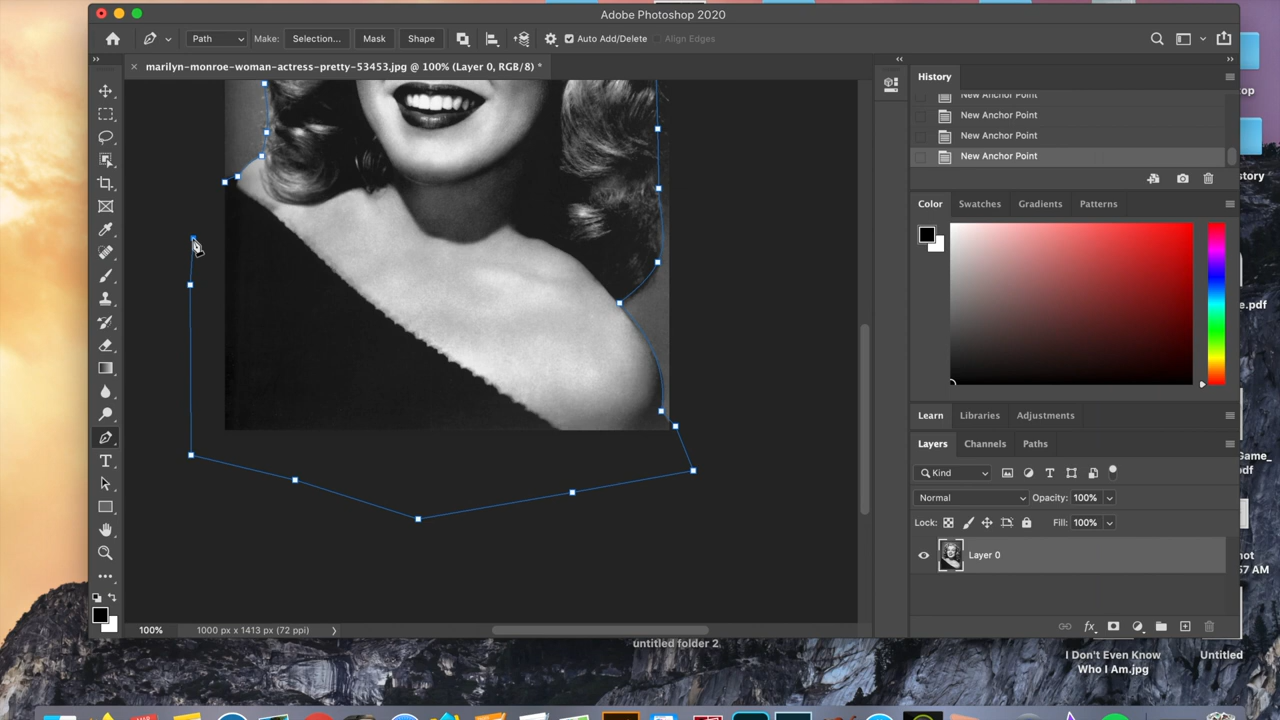 Adobe Photoshop 2020
Path
Make:
Selection...
Mask
Shape
Auto Add/Delete
Align Edges
marilyn-monroe-woman-actress-pretty-53453.jpg @ 100% (Layer 0, RGB/8) *
History
New Anchor Point
New Anchor Point
New Anchor Point
New Anchor Point
Color
Swatches
Gradients
Patterns
Learn
Libraries
Adjustments
Layers
Channels
Paths
Kind
Normal
Opacity: 100%
Lock:
Fill: 100%
Layer 0
100%
1000 px x 1413 px (72 ppi)
untitled folder 2
I Don't Even Know
Who I Am.jpg
Untitled